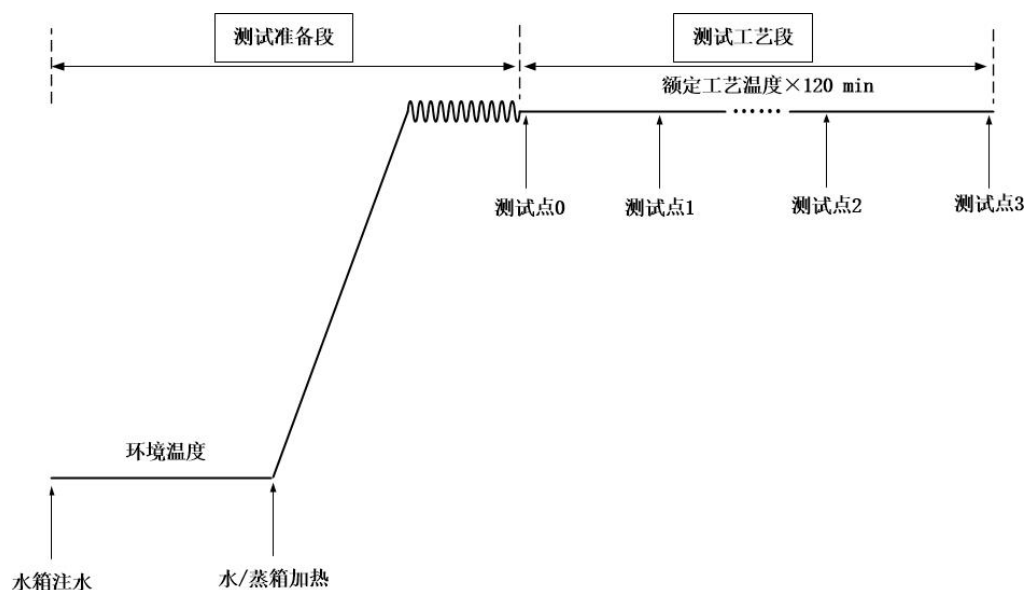 测试准备段
测试工艺段
额定工艺温度×120 min
测试点0
测试点1
测试点2
测试点3
环境温度
水箱注水
水/蒸箱加热